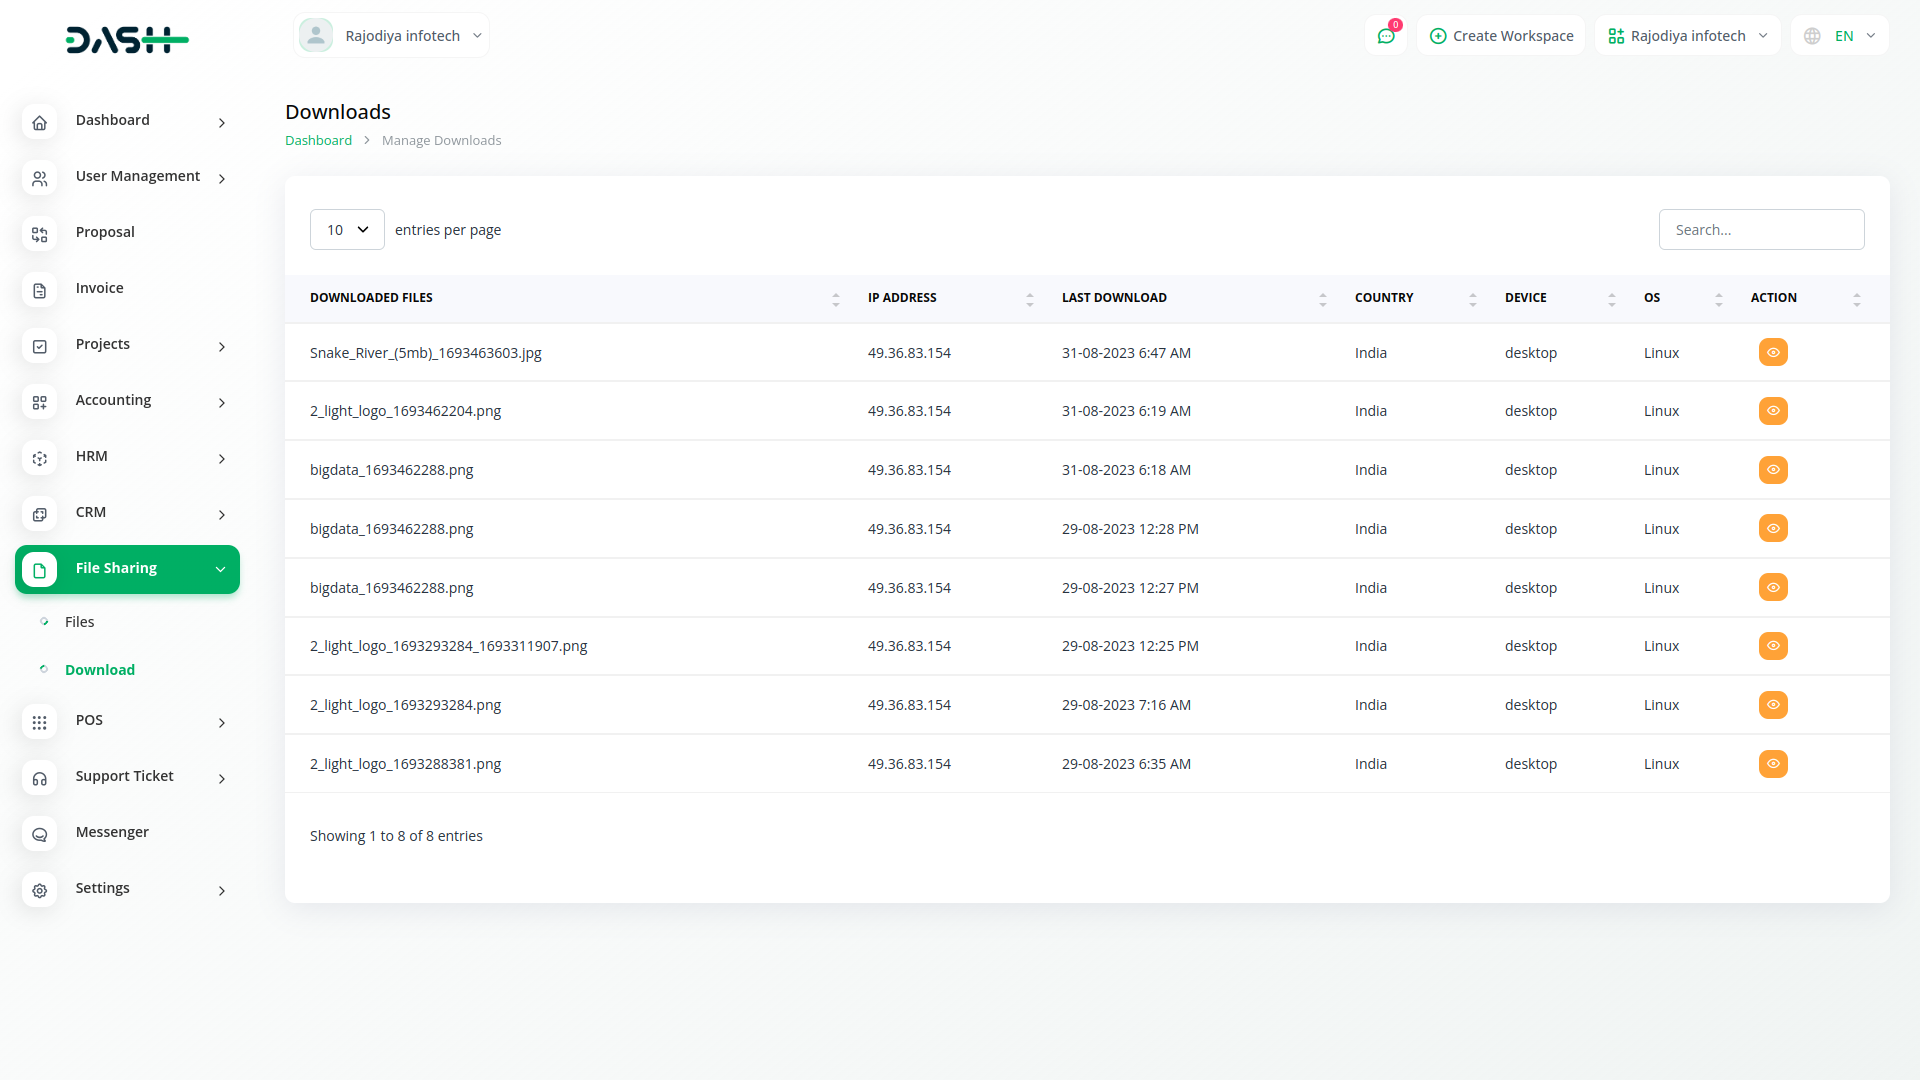 DASH
Rajodiya infotech
0
Create Workspace
Rajodiya infotech
EN
Dashboard
User Management
Proposal
Invoice
Projects
Accounting
HRM
CRM
File Sharing
Files
Download
POS
Support Ticket
Messenger
Settings
Downloads
Dashboard > Manage Downloads
10 entries per page
Search...
DOWNLOADED FILES IP ADDRESS LAST DOWNLOAD COUNTRY DEVICE OS ACTION
Snake_River_(5mb)_1693463603.jpg 49.36.83.154 31-08-2023 6:47 AM India desktop Linux
2_light_logo_1693462204.png 49.36.83.154 31-08-2023 6:19 AM India desktop Linux
bigdata_1693462288.png 49.36.83.154 31-08-2023 6:18 AM India desktop Linux
bigdata_1693462288.png 49.36.83.154 29-08-2023 12:28 PM India desktop Linux
bigdata_1693462288.png 49.36.83.154 29-08-2023 12:27 PM India desktop Linux
2_light_logo_1693293284_1693311907.png 49.36.83.154 29-08-2023 12:25 PM India desktop Linux
2_light_logo_1693293284.png 49.36.83.154 29-08-2023 7:16 AM India desktop Linux
2_light_logo_1693288381.png 49.36.83.154 29-08-2023 6:35 AM India desktop Linux
Showing 1 to 8 of 8 entries